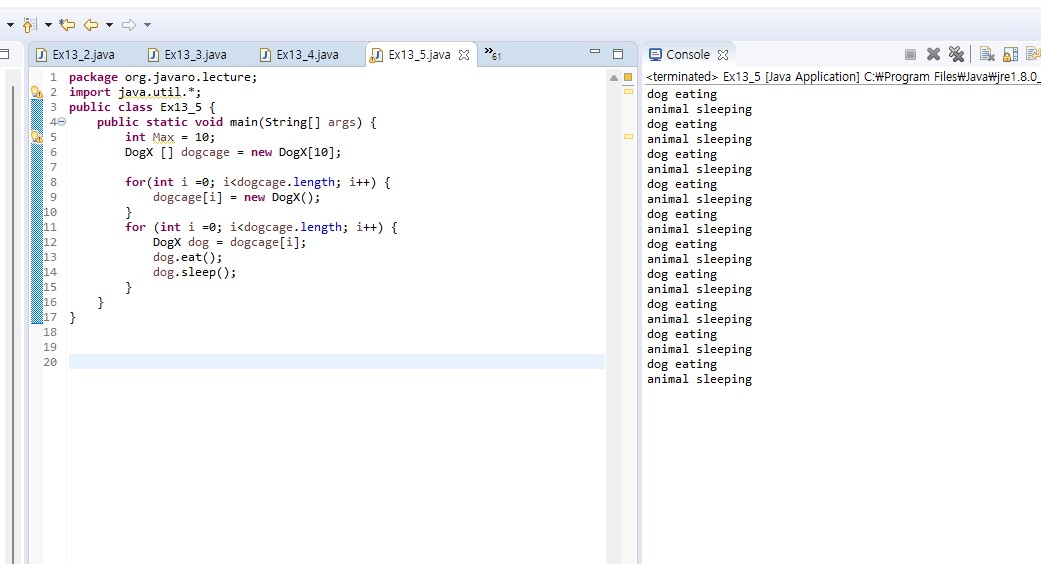 Ex13_2.java
Ex13_3.java
Ex13_4.java
Ex13_5.java
»61
1 package org.javaro.lecture;
2 import java.util.*;
3 public class Ex13_5 {
4 public static void main(String[] args) {
5 int Max = 10;
6 DogX [] dogcage = new DogX[10];
7
8 for(int i =0; i<dogcage.length; i++) {
9 dogcage[i] = new DogX();
10 }
11 for (int i =0; i<dogcage.length; i++) {
12 DogX dog = dogcage[i];
13 dog.eat();
14 dog.sleep();
15 }
16 }
17 }
18
19
20
Console
<terminated> Ex13_5 [Java Application] C:₩Program Files₩Java₩jre1.8.0_
dog eating
animal sleeping
dog eating
animal sleeping
dog eating
animal sleeping
dog eating
animal sleeping
dog eating
animal sleeping
dog eating
animal sleeping
dog eating
animal sleeping
dog eating
animal sleeping
dog eating
animal sleeping
dog eating
animal sleeping